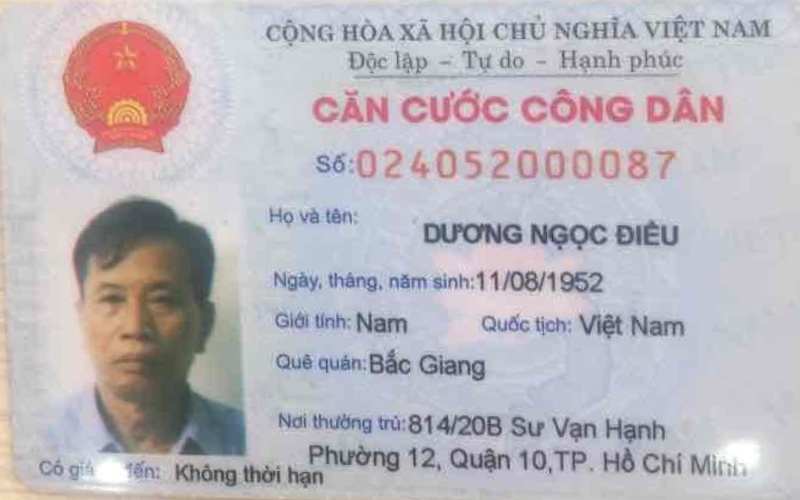 CỘNG HÒA XÃ HỘI CHỦ NGHĨA VIỆT NAM
Độc lập – Tự do – Hạnh phúc
CĂN CƯỚC CÔNG DÂN
Số: 024052000087
Họ và tên:
DƯƠNG NGỌC ĐIỀU
Ngày, tháng, năm sinh: 11/08/1952
Giới tính: Nam Quốc tịch: Việt Nam
Quê quán: Bắc Giang
Nơi thường trú: 814/20B Sư Vạn Hạnh
Phường 12, Quận 10, TP. Hồ Chí Minh
Có giá đến: Không thời hạn